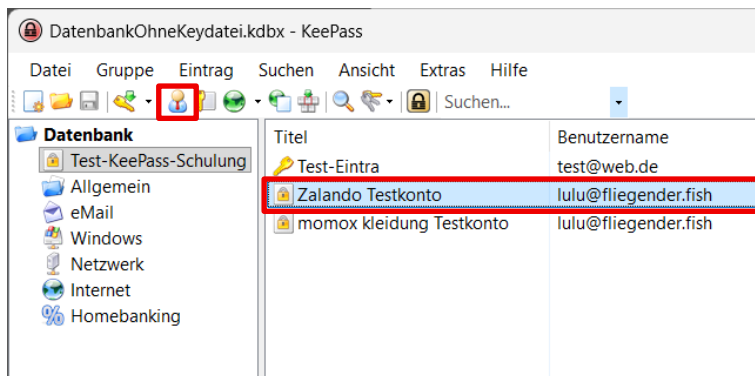 DatenbankOhneKeydatei.kdbx - KeePass
Datei Gruppe Eintrag Suchen Ansicht Extras Hilfe
Suchen...
Datenbank
Test-KeePass-Schulung
Allgemein
eMail
Windows
Netzwerk
Internet
Homebanking
Titel Benutzername
Test-Eintra test@web.de
Zalando Testkonto lulu@fliegender.fish
momox kleidung Testkonto lulu@fliegender.fish